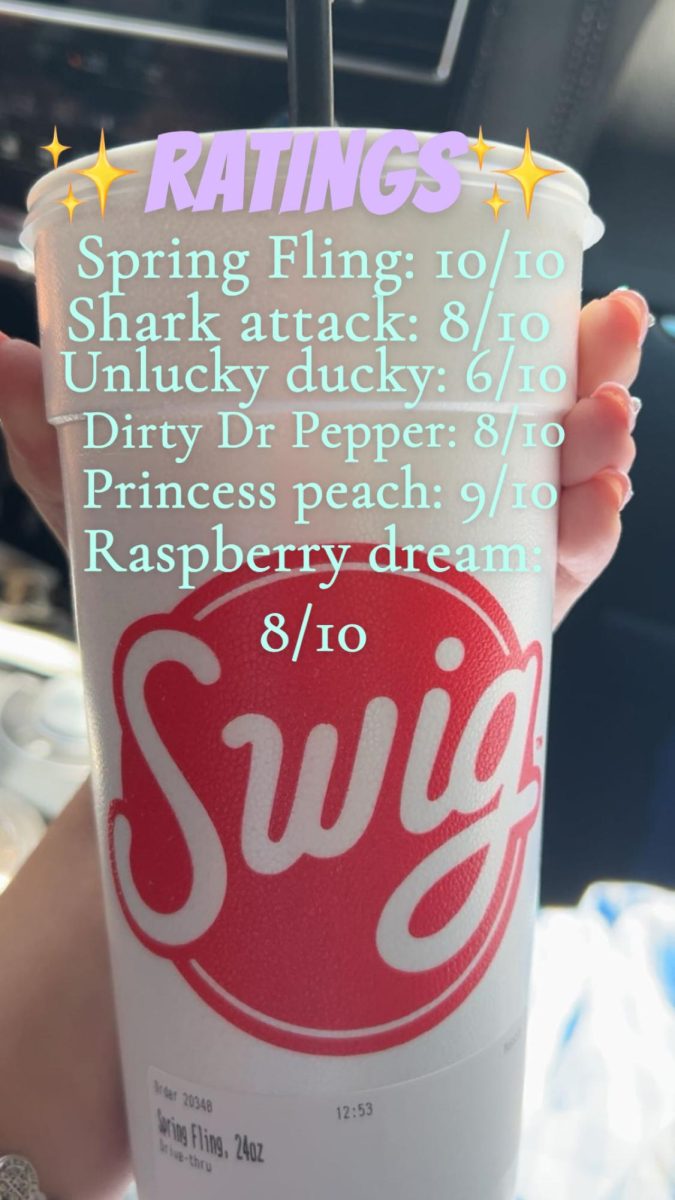 ✨RATINGS✨
Spring Fling: 10/10
Shark attack: 8/10
Unlucky ducky: 6/10
Dirty Dr Pepper: 8/10
Princess peach: 9/10
Raspberry dream:
8/10
Swig
Order 20348
12:53
Spring Fling, 24oz
Drive-thru